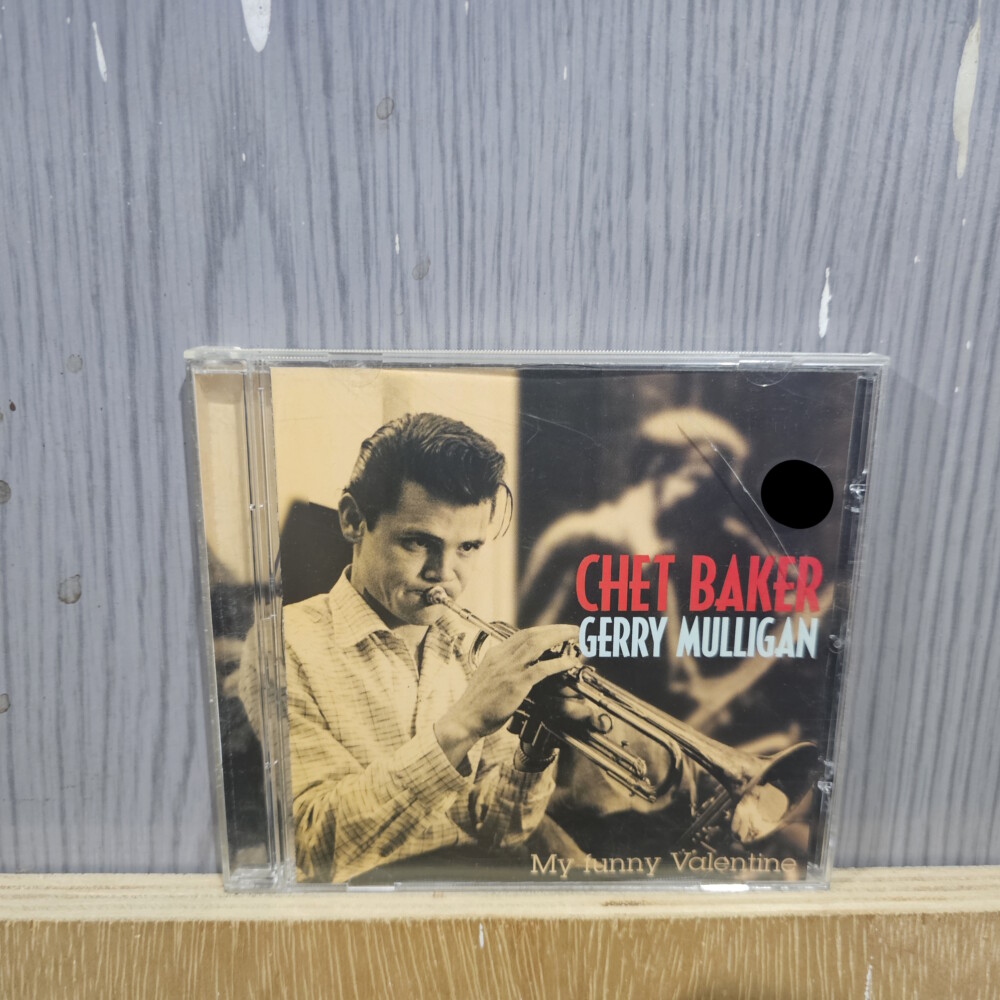 CHET BAKER
GERRY MULLIGAN
My funny Valentine